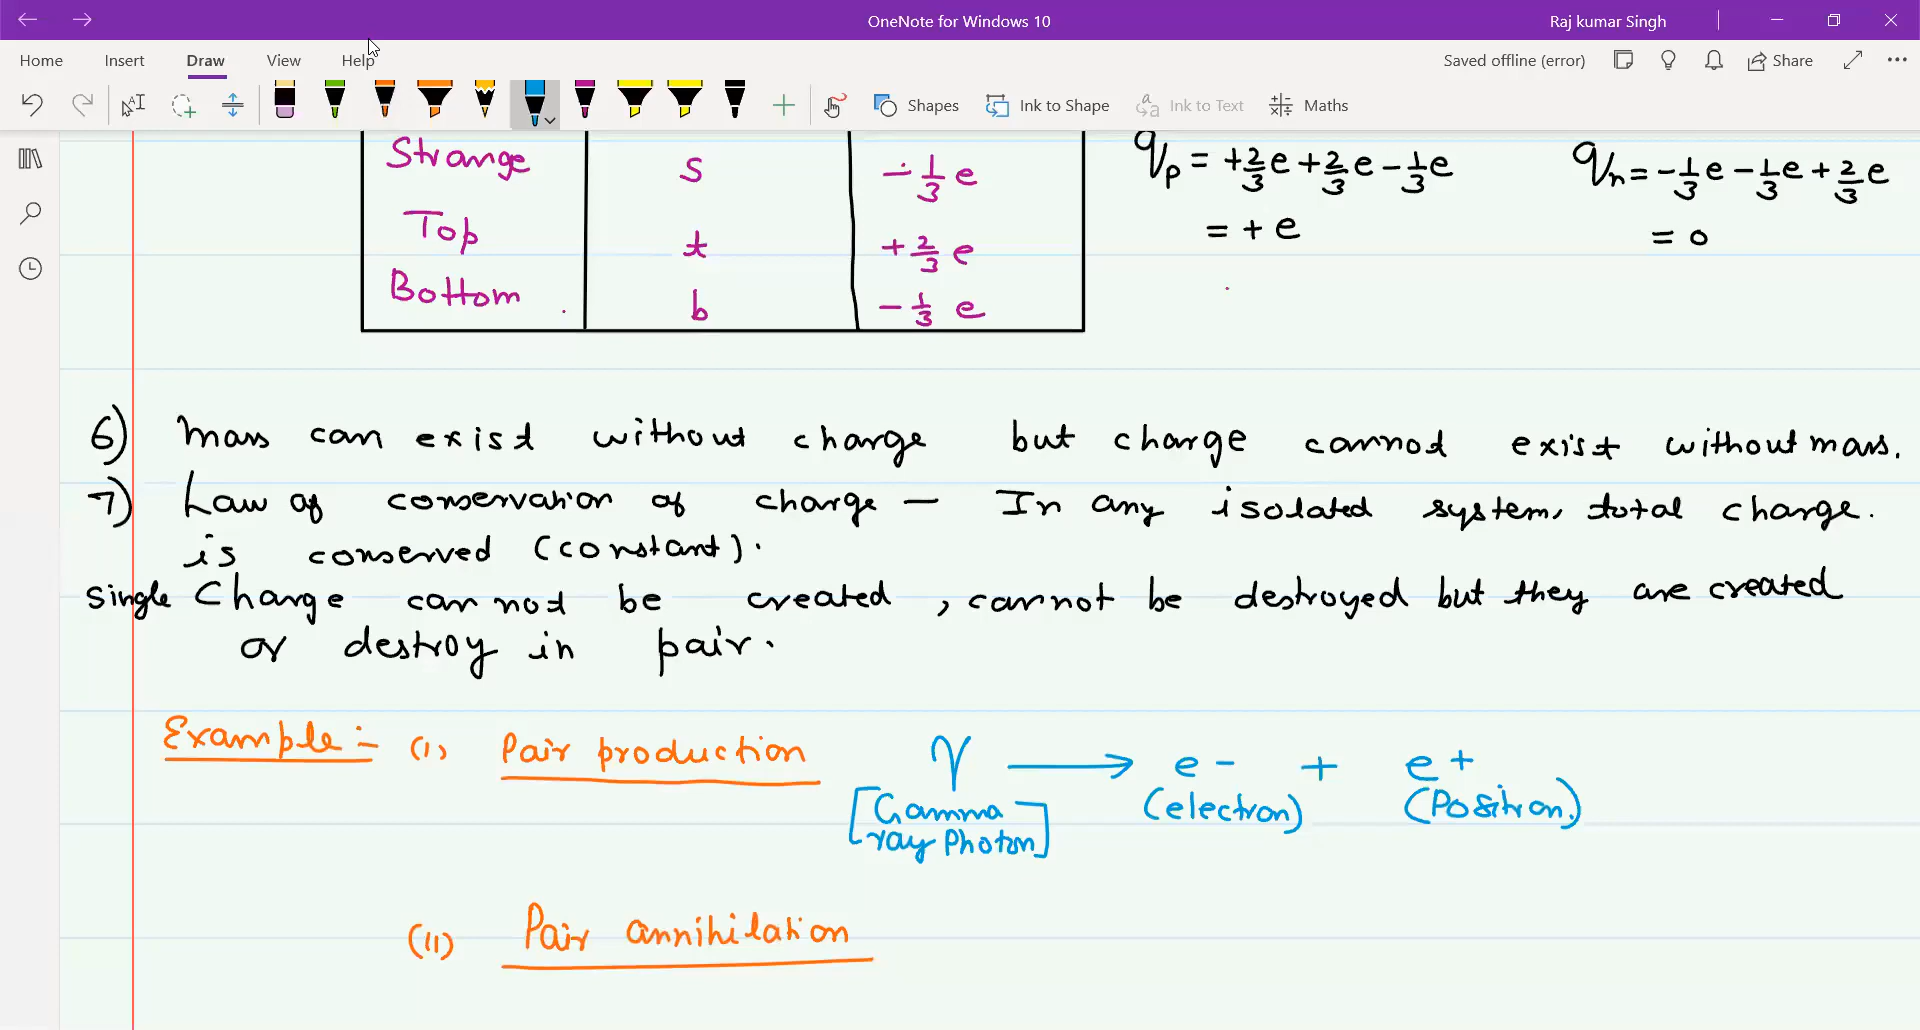 OneNote for Windows 10
Raj kumar Singh
Home Insert Draw View Help
Saved offline (error) Share
Shapes Ink to Shape Ink to Text Maths
Strange s -1/3 e
Top t +2/3 e
Bottom b -1/3 e
qp = +2/3e +2/3e -1/3e
= +e
qn = -1/3e -1/3e +2/3e
= 0
6) Mass can exist without charge but charge cannot exist without mass.
7) Law of conservation of charge — In any isolated system, total charge.
is conserved (constant).
single Charge can not be created, cannot be destroyed but they are created
or destroy in pair.
Example:- (i) Pair production γ → e- + e+
[Gamma ray Photon] (electron) (Positron)
(ii) Pair annihilation